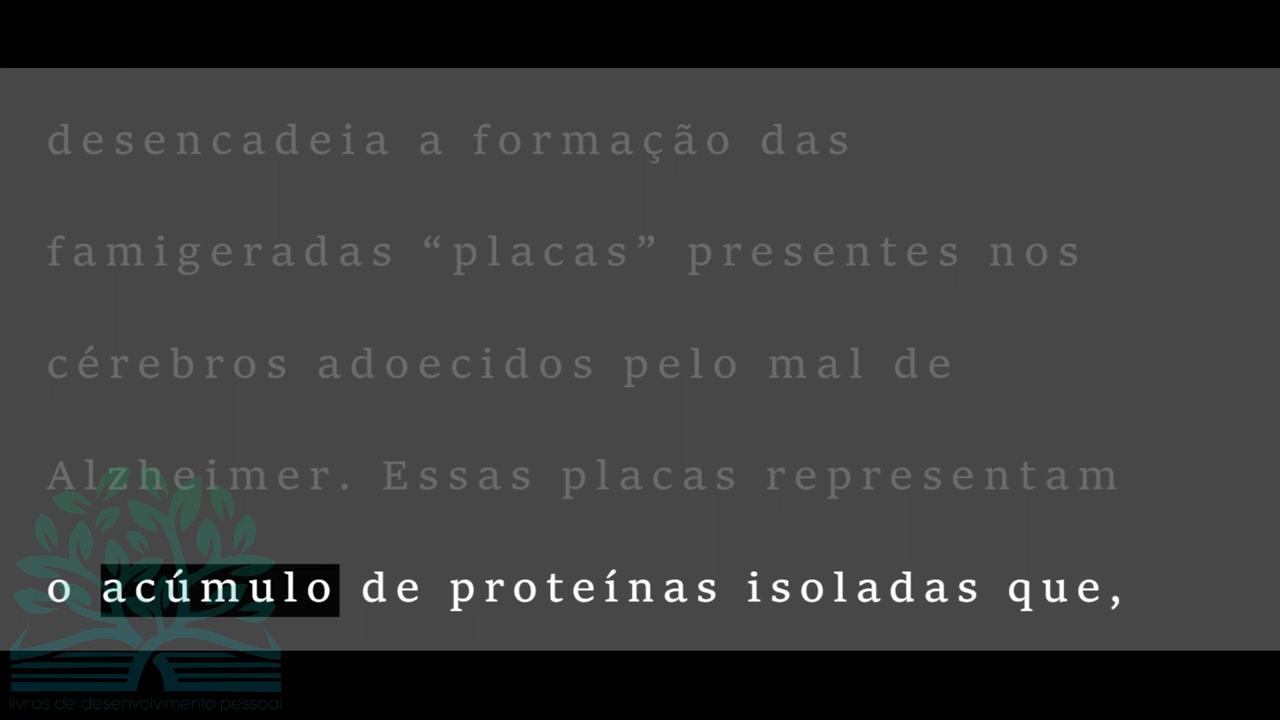 desencadeia a formação das
famigeradas “placas” presentes nos
cérebros adoecidos pelo mal de
Alzheimer. Essas placas representam
o acúmulo de proteínas isoladas que,
livros de desenvolvimento pessoal